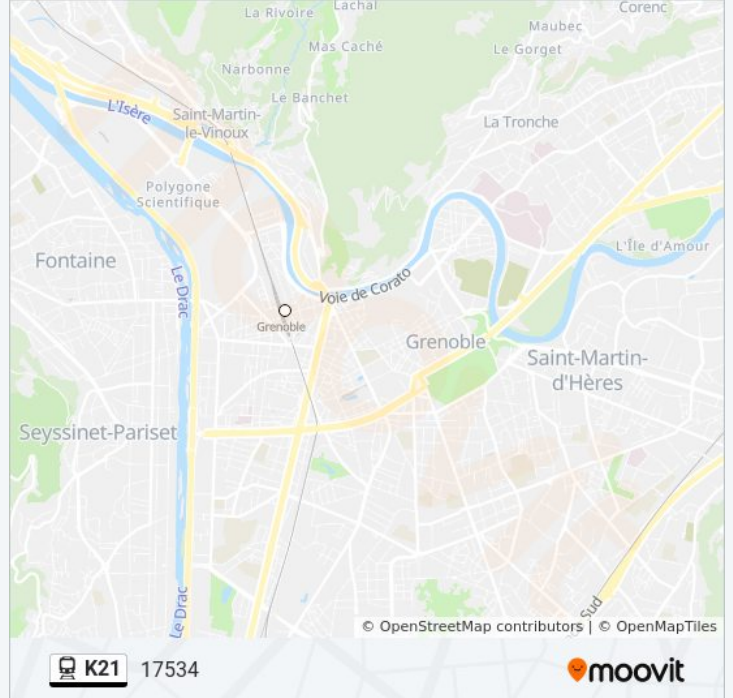 La Rivoire
Lachal
Corenc
Maubec
Mas Caché
Le Gorget
Narbonne
Le Banchet
L'Isère
Saint-Martin-
le-Vinoux
La Tronche
Polygone
Scientifique
L'Île d'Amour
Fontaine
Le Drac
Voie de Corato
Grenoble
Grenoble
Saint-Martin-
d'Hères
Seyssinet-Pariset
Le Drac
Sud
© OpenStreetMap contributors | © OpenMapTiles
K21 17534
moovit